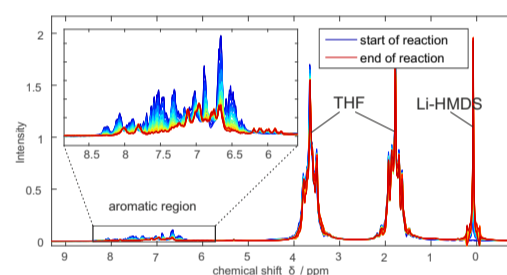 start of reaction
end of reaction
THF
Li-HMDS
aromatic region
Intensity
2
1.5
1
0.5
0
8.5 8 7.5 7 6.5 6
9 8 7 6 5 4 3 2 1 0
chemical shift δ / ppm